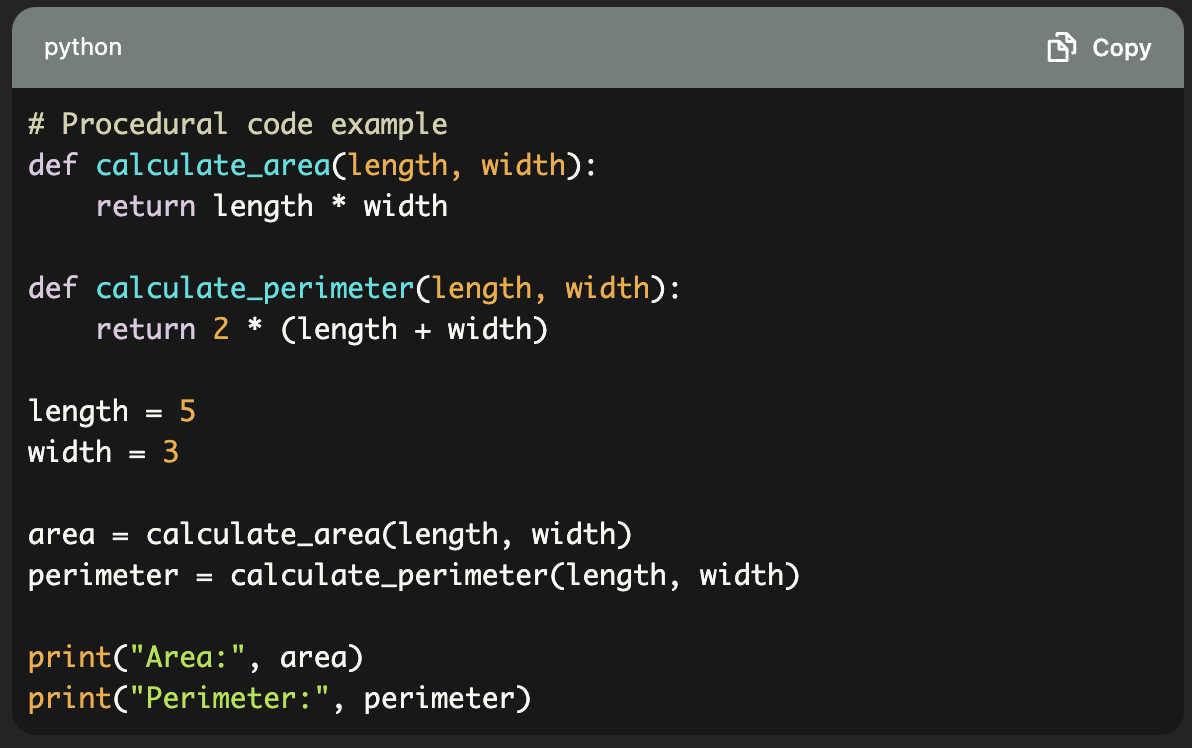 python
Copy
# Procedural code example
def calculate_area(length, width):
    return length * width
def calculate_perimeter(length, width):
    return 2 * (length + width)
length = 5
width = 3
area = calculate_area(length, width)
perimeter = calculate_perimeter(length, width)
print("Area:", area)
print("Perimeter:", perimeter)